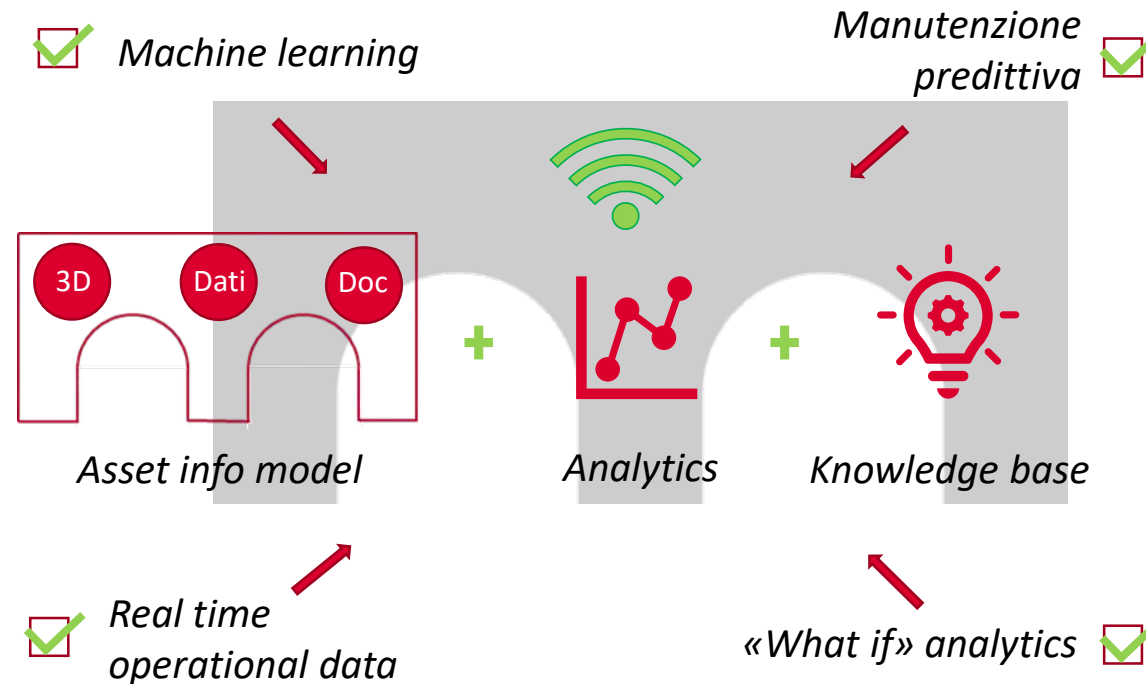 Machine learning
Manutenzione
predittiva
3D
Dati
Doc
Asset info model
Analytics
Knowledge base
Real time
operational data
«What if» analytics